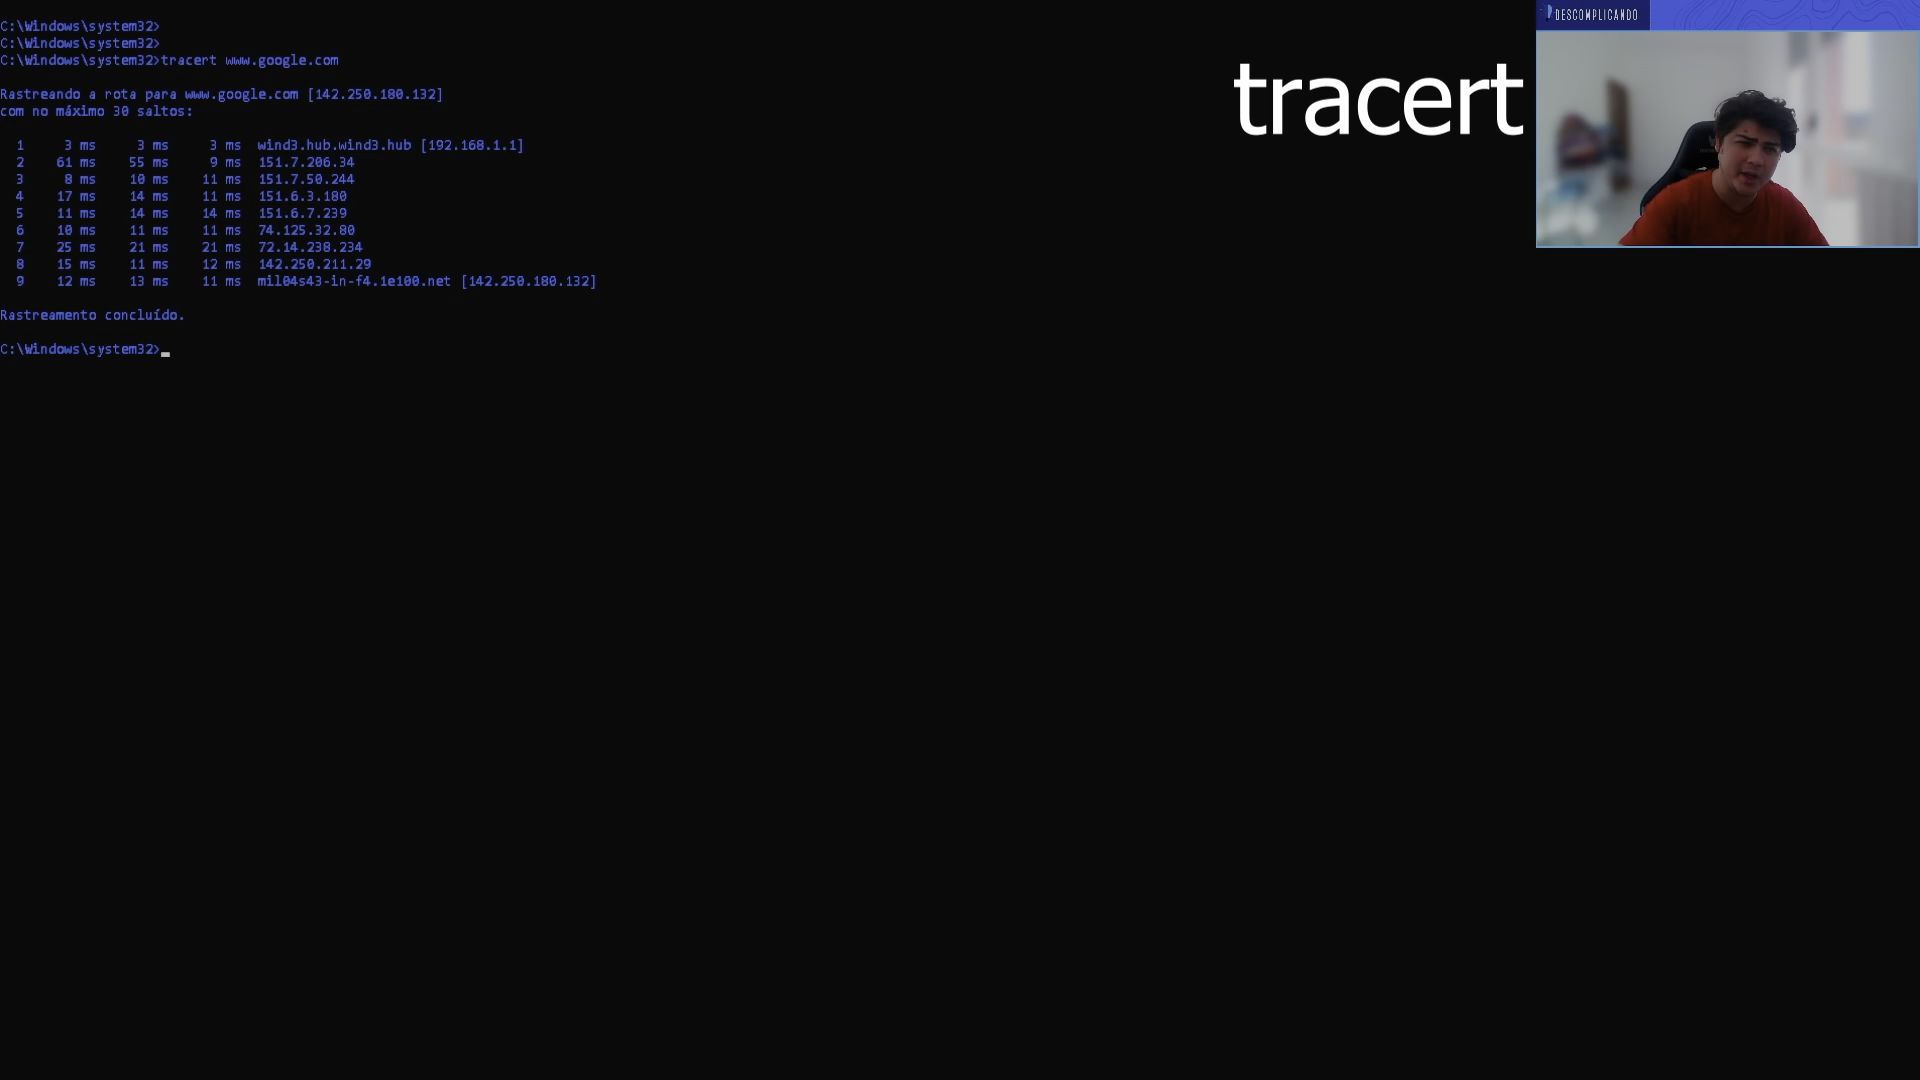 C:\Windows\system32>
C:\Windows\system32>
C:\Windows\system32>tracert www.google.com
Rastreando a rota para www.google.com [142.250.180.132]
com no máximo 30 saltos:
1 3 ms 3 ms 3 ms wind3.hub.wind3.hub [192.168.1.1]
2 61 ms 55 ms 9 ms 151.7.206.34
3 8 ms 10 ms 11 ms 151.7.50.244
4 17 ms 14 ms 11 ms 151.6.3.180
5 11 ms 14 ms 14 ms 151.6.7.239
6 10 ms 11 ms 11 ms 74.125.32.80
7 25 ms 21 ms 21 ms 72.14.238.234
8 15 ms 11 ms 12 ms 142.250.211.29
9 12 ms 13 ms 11 ms mil04s43-in-f4.1e100.net [142.250.180.132]
Rastreamento concluído.
C:\Windows\system32>
tracert
DESCOMPLICANDO